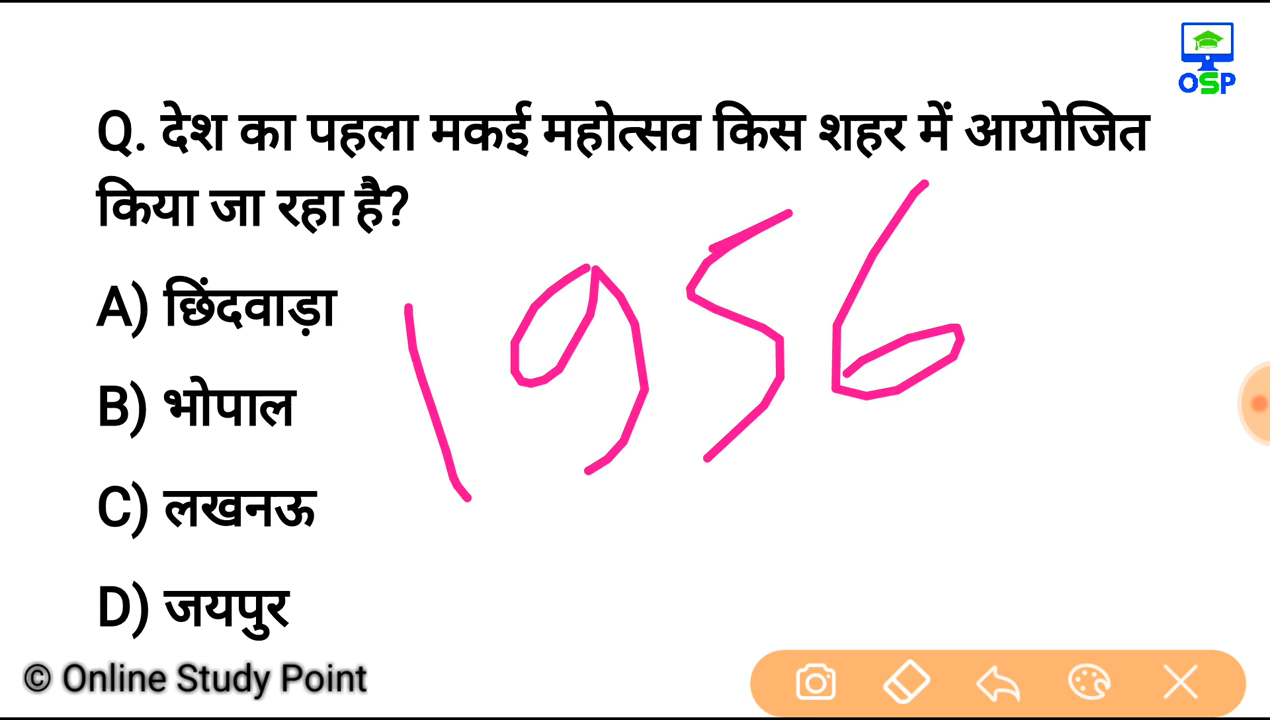 OSP
Q. देश का पहला मकई महोत्सव किस शहर में आयोजित
किया जा रहा है?
A) छिंदवाड़ा
1956
B) भोपाल
C) लखनऊ
D) जयपुर
© Online Study Point